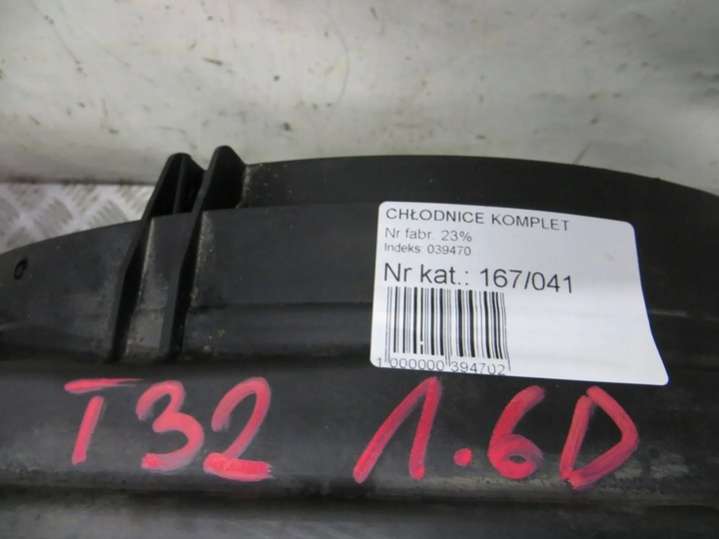 CHŁODNICE KOMPLET
Nr fabr. 23%
Indeks: 039470
Nr kat.: 167/041
1 000000 394702
T32 1.6D